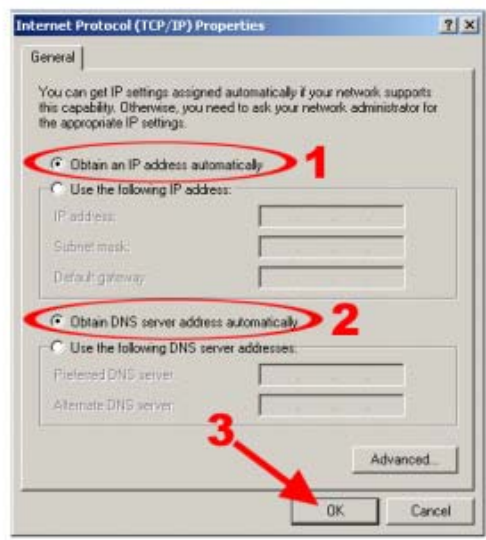 Internet Protocol (TCP/IP) Properties
? ×
General
You can get IP settings assigned automatically if your network supports
this capability. Otherwise, you need to ask your network administrator for
the appropriate IP settings.
Obtain an IP address automatically
1
Use the following IP address:
IP address:
Subnet mask:
Default gateway:
Obtain DNS server address automatically
2
Use the following DNS server addresses:
Preferred DNS server:
Alternate DNS server:
3
Advanced...
OK
Cancel